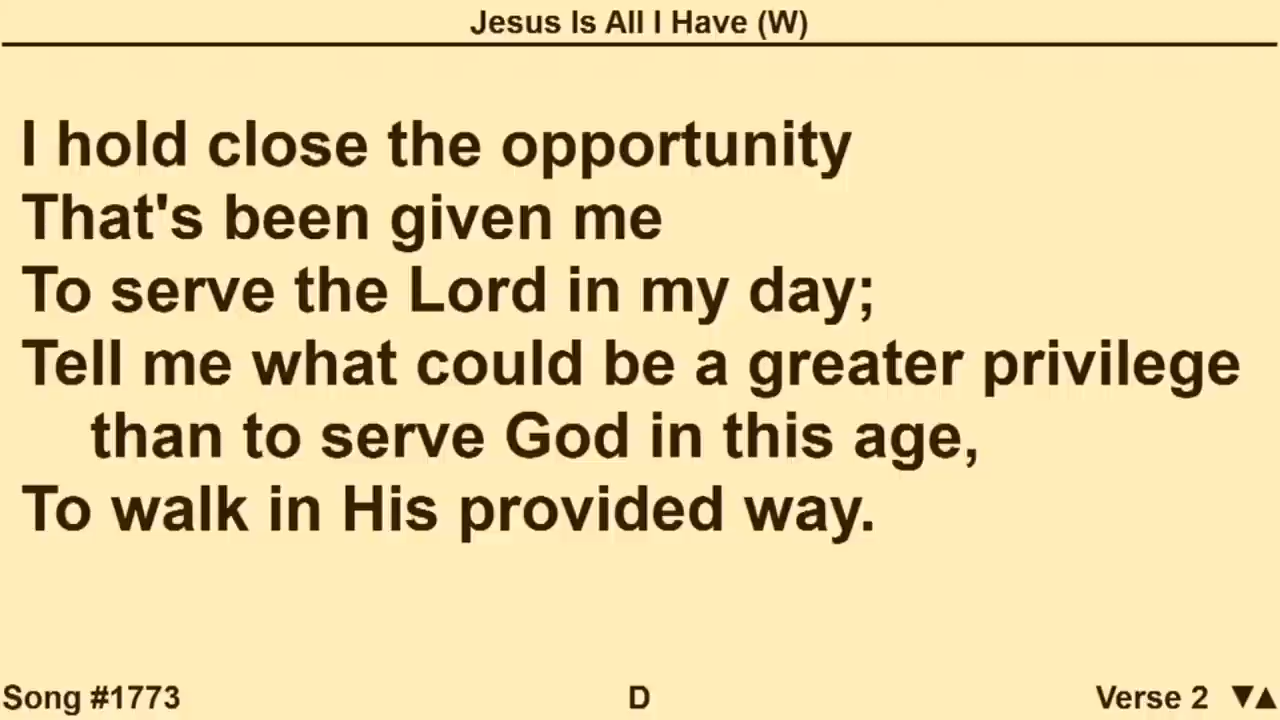 Jesus Is All I Have (W)
I hold close the opportunity
That's been given me
To serve the Lord in my day;
Tell me what could be a greater privilege
than to serve God in this age,
To walk in His provided way.
Song #1773
D
Verse 2 ▼▲